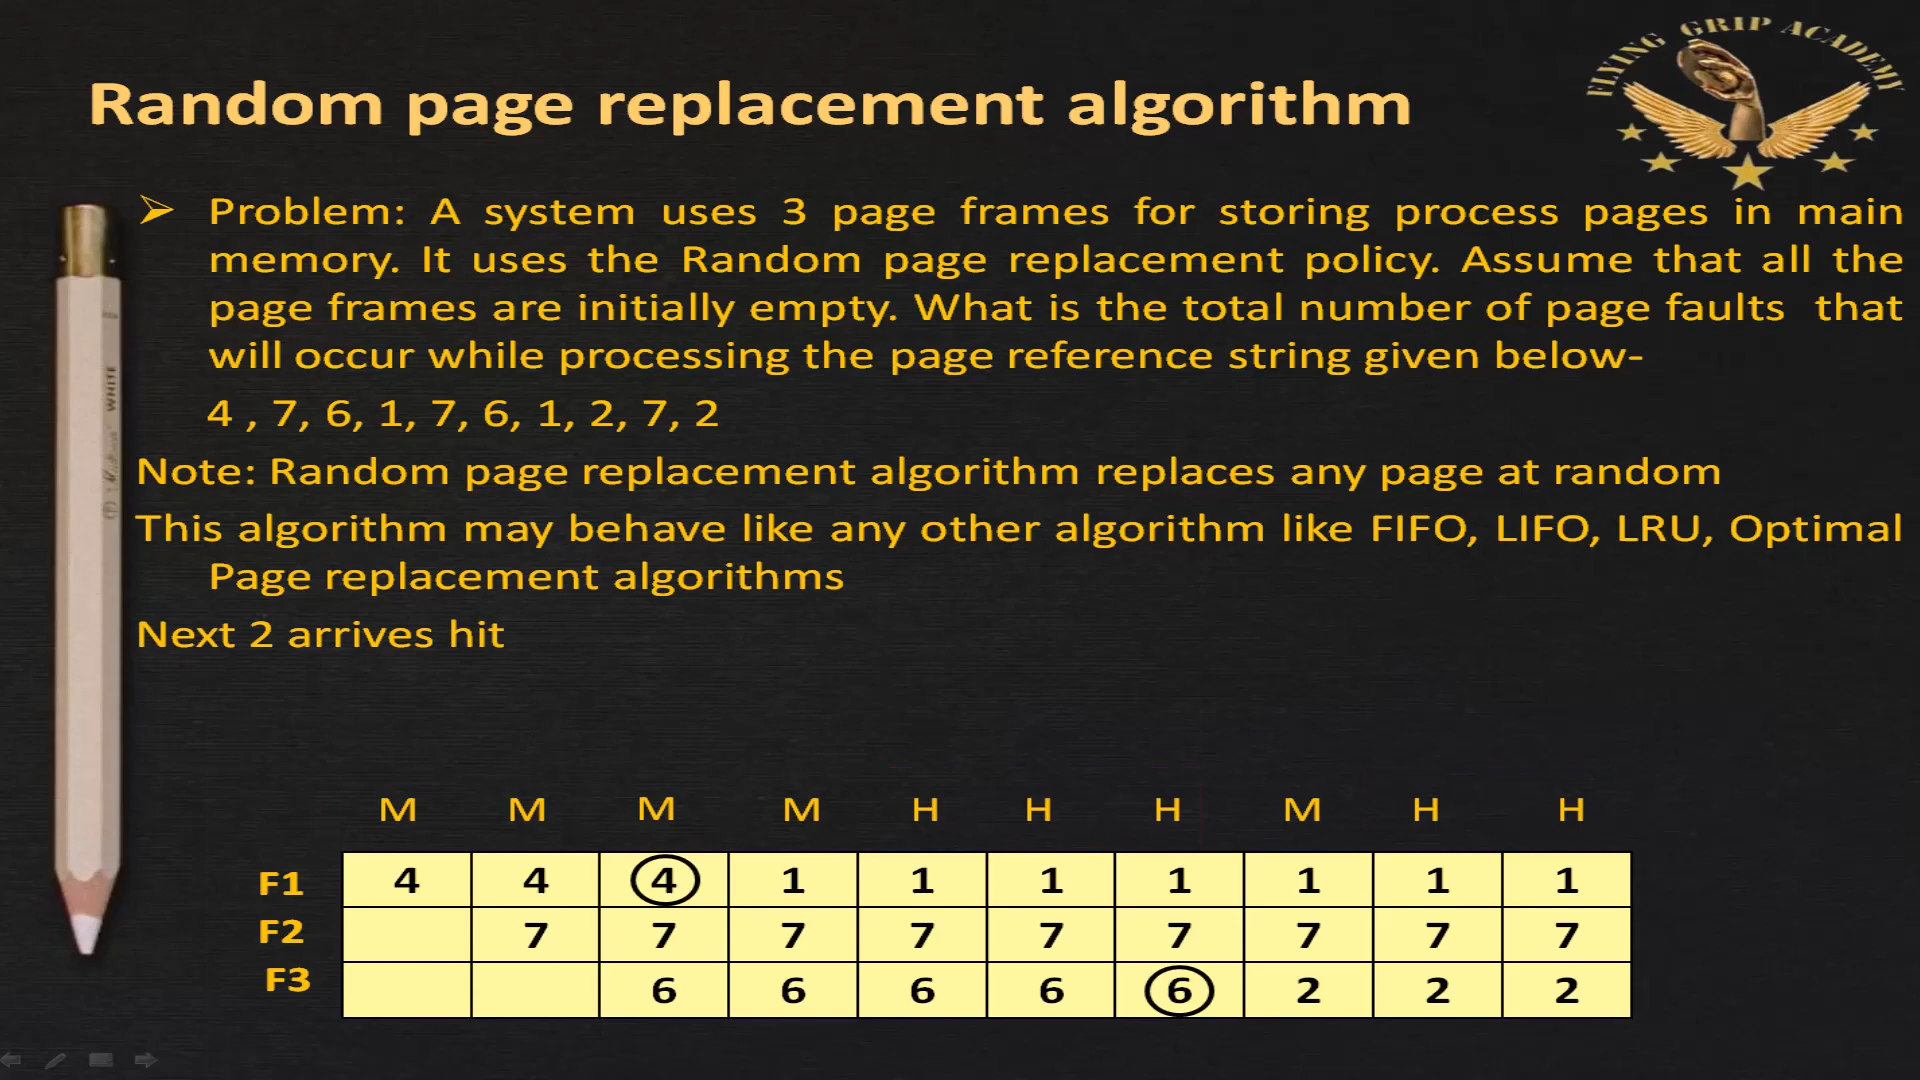 FLYING GRIP ACADEMY
Random page replacement algorithm
➢ Problem: A system uses 3 page frames for storing process pages in main
memory. It uses the Random page replacement policy. Assume that all the
page frames are initially empty. What is the total number of page faults that
will occur while processing the page reference string given below-
4 , 7, 6, 1, 7, 6, 1, 2, 7, 2
Note: Random page replacement algorithm replaces any page at random
This algorithm may behave like any other algorithm like FIFO, LIFO, LRU, Optimal
Page replacement algorithms
Next 2 arrives hit
WHITE
M M M M H H H M H H
F1 4 4 4 1 1 1 1 1 1 1
F2 7 7 7 7 7 7 7 7 7
F3 6 6 6 6 6 2 2 2